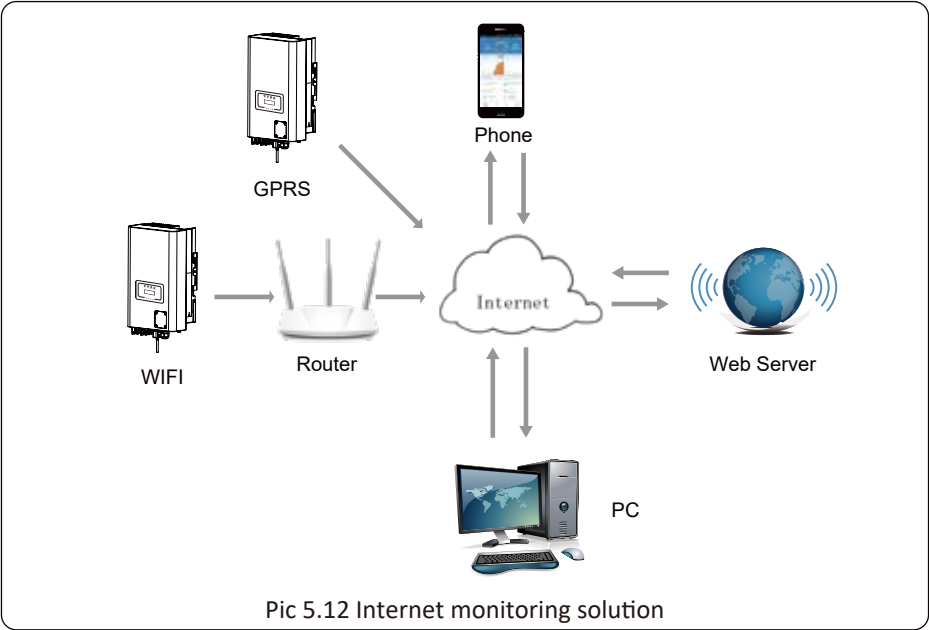 Phone
GPRS
Internet
WIFI
Router
Web Server
PC
Pic 5.12 Internet monitoring solution